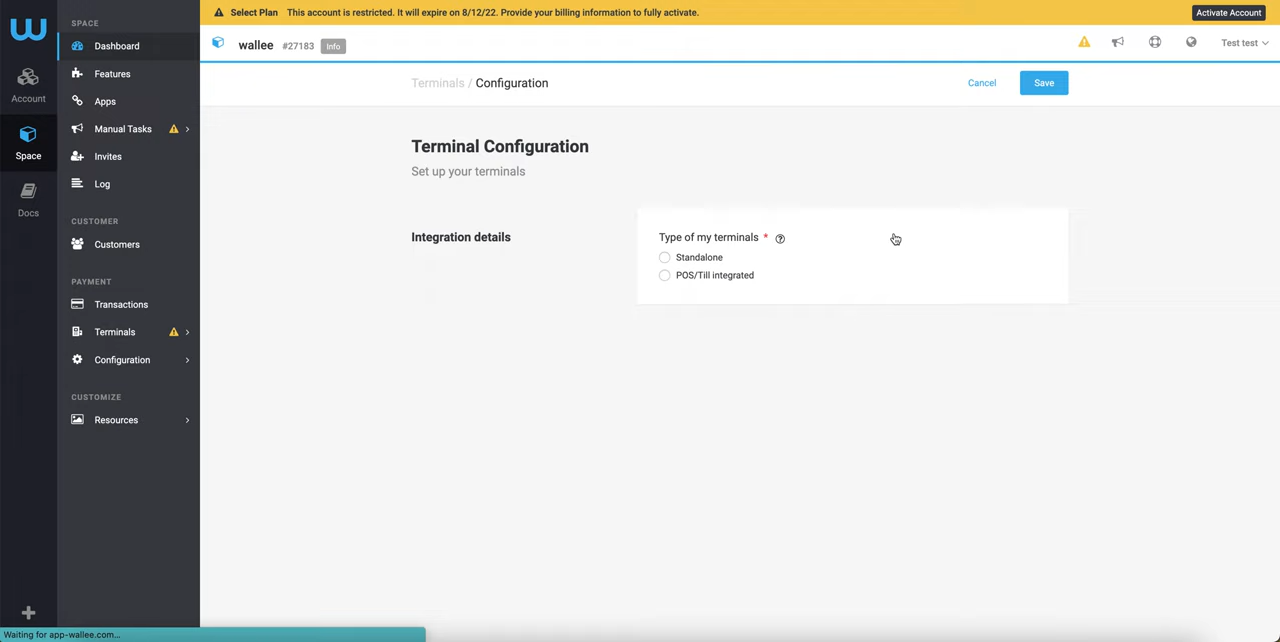 Select Plan This account is restricted. It will expire on 8/12/22. Provide your billing information to fully activate.
Activate Account
wallee #27183 Info
Test test
Account
Space
Docs
SPACE
Dashboard
Features
Apps
Manual Tasks
Invites
Log
CUSTOMER
Customers
PAYMENT
Transactions
Terminals
Configuration
CUSTOMIZE
Resources
Terminals / Configuration
Cancel
Save
Terminal Configuration
Set up your terminals
Integration details
Type of my terminals *
Standalone
POS/Till integrated
Waiting for app-wallee.com...